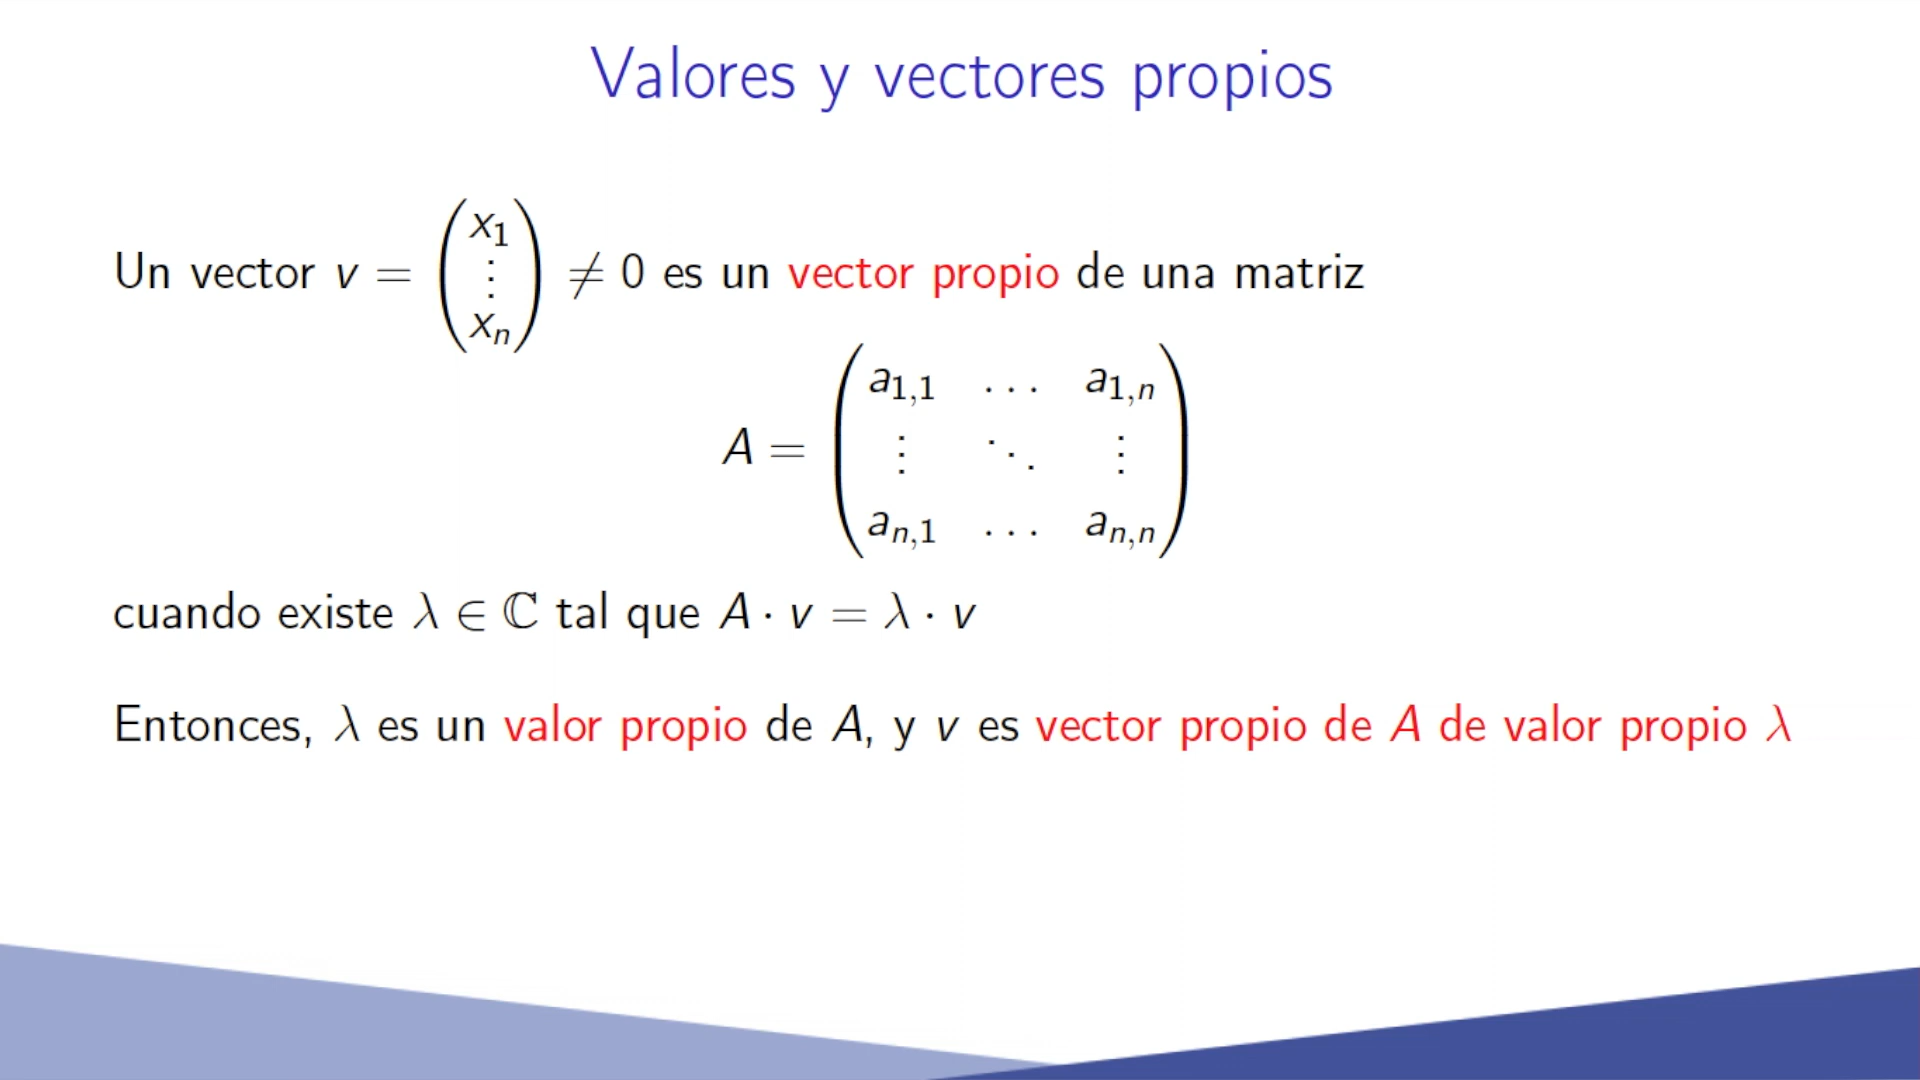 Valores y vectores propios
Un vector v = (x₁ ⋮ xₙ) ≠ 0 es un vector propio de una matriz
A = (a₁,₁ … a₁,ₙ
⋮ ⋱ ⋮
aₙ,₁ … aₙ,ₙ)
cuando existe λ ∈ ℂ tal que A · v = λ · v
Entonces, λ es un valor propio de A, y v es vector propio de A de valor propio λ